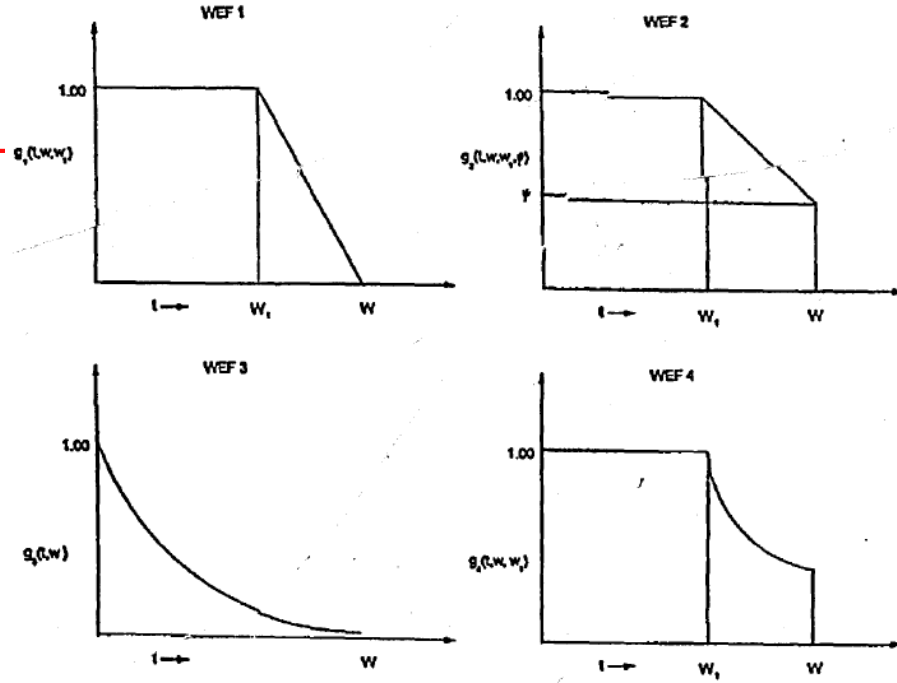 WEF 1
1.00
g₁(t,w,w₁)
t → W₁ W
WEF 2
1.00
g₂(t,w,w₁,φ)
t → W₁ W
WEF 3
1.00
g₃(t,w)
t → W
WEF 4
1.00
g₄(t,w,w₁)
t → W₁ W